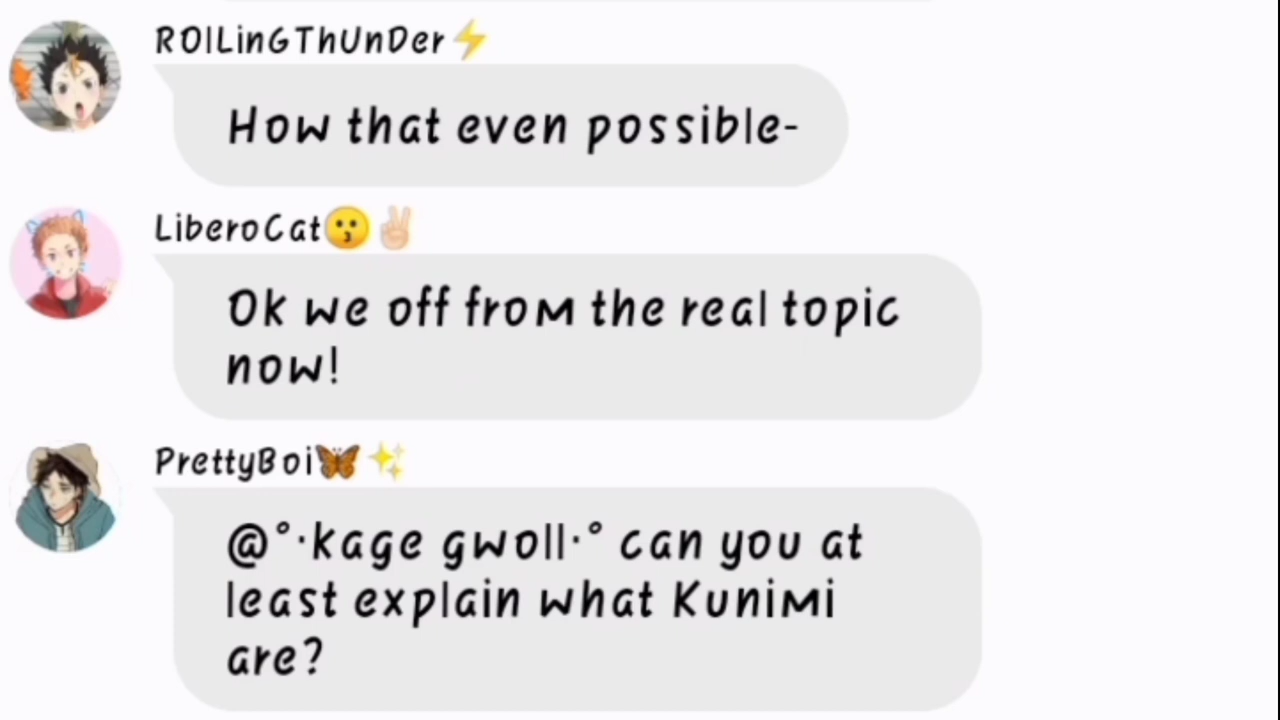 ROlLinGThUnDer⚡
How that even possible-
LiberoCat😗✌🏻
Ok we off from the real topic
now!
PrettyBoi🦋✨
@°·kage gwoll·° can you at
least explain what Kunimi
are?